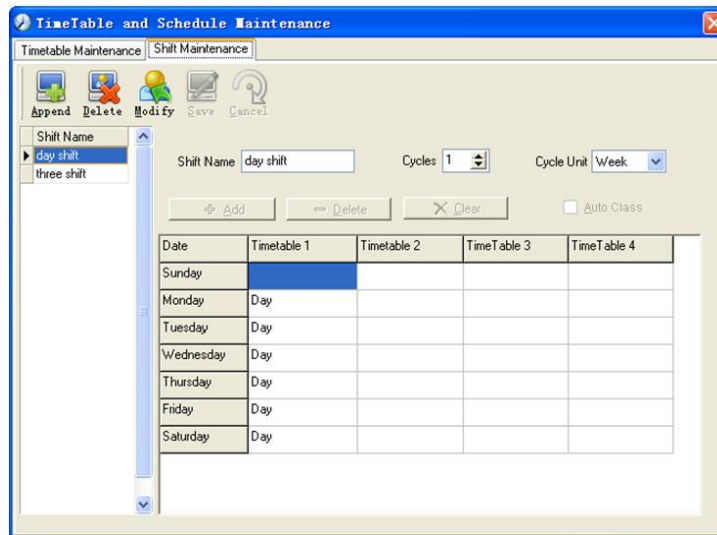 TimeTable and Schedule Maintenance
Timetable Maintenance Shift Maintenance
Append Delete Modify Save Cancel
Shift Name
day shift
three shift
Shift Name day shift Cycles 1 Cycle Unit Week
Add Delete Clear Auto Class
Date Timetable 1 Timetable 2 TimeTable 3 TimeTable 4
Sunday
Monday Day
Tuesday Day
Wednesday Day
Thursday Day
Friday Day
Saturday Day